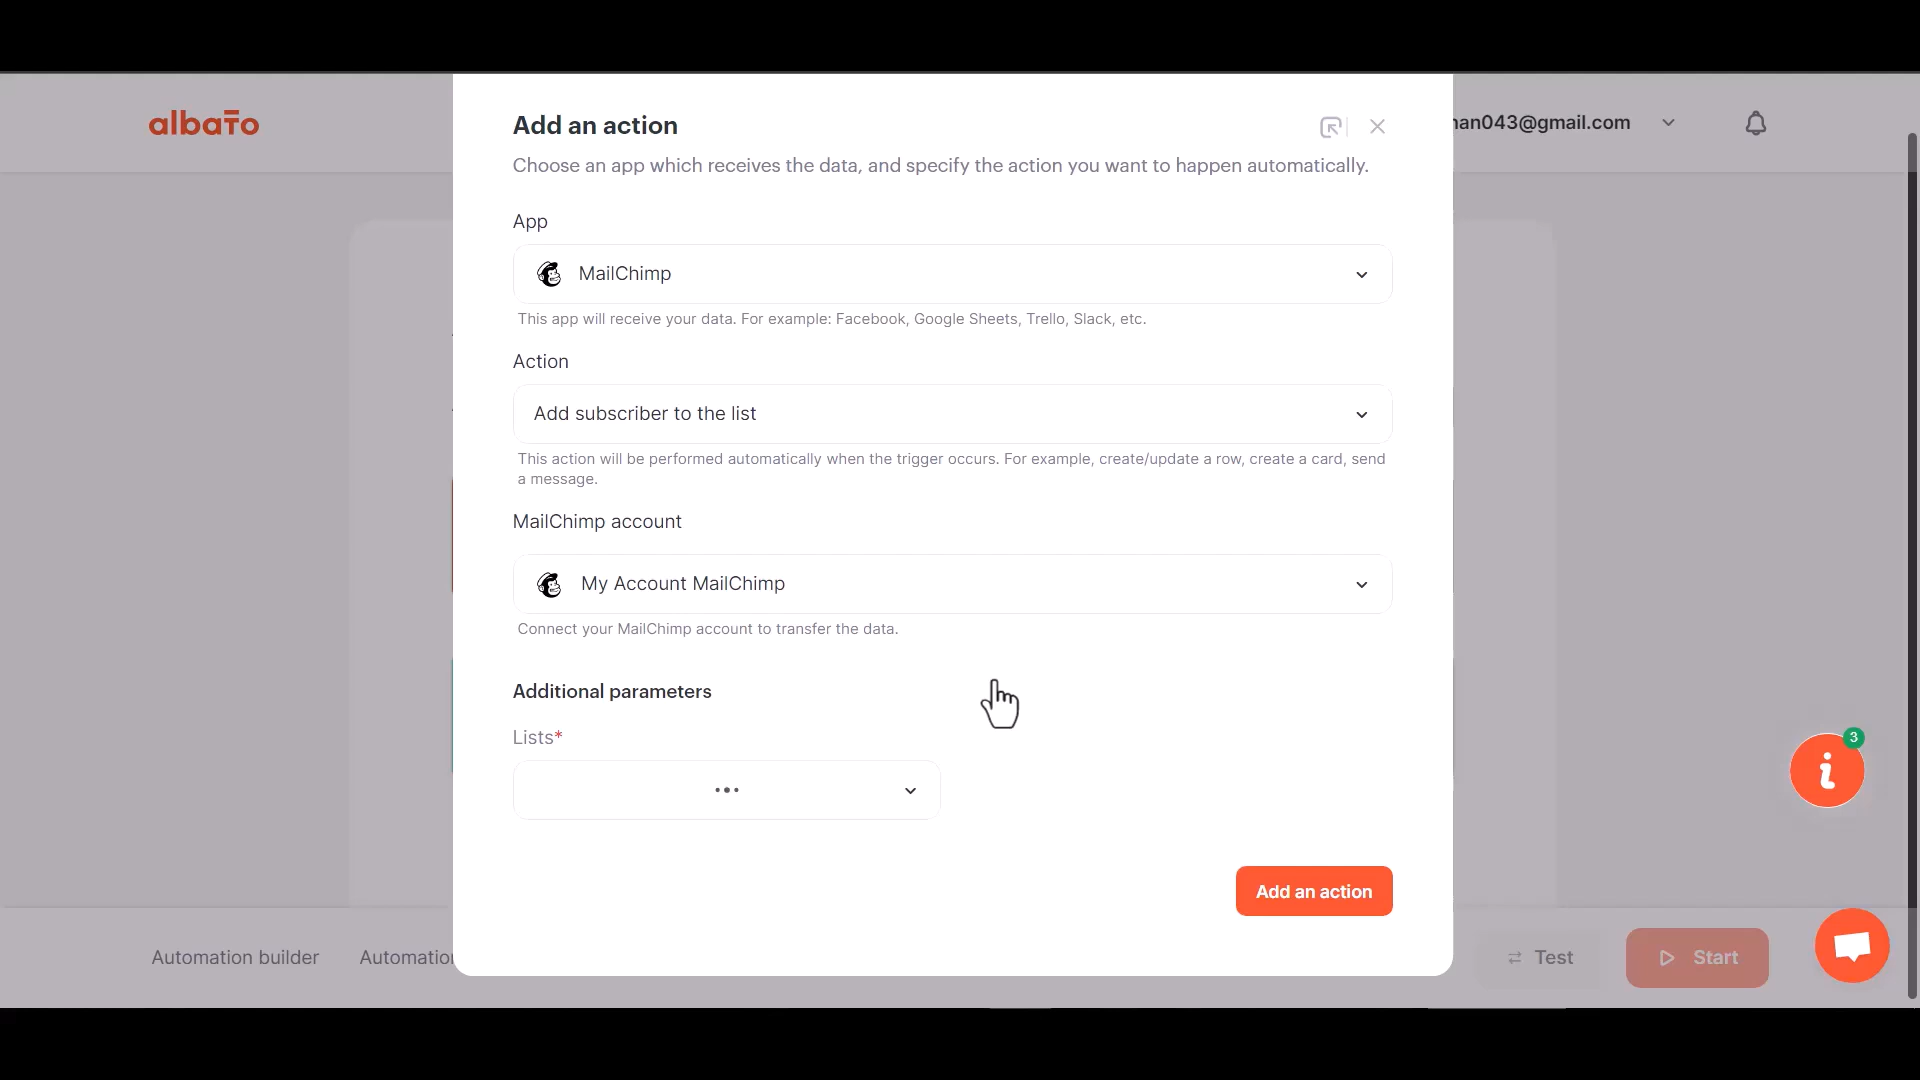 albato
Add an action
Choose an app which receives the data, and specify the action you want to happen automatically.
App
MailChimp
This app will receive your data. For example: Facebook, Google Sheets, Trello, Slack, etc.
Action
Add subscriber to the list
This action will be performed automatically when the trigger occurs. For example, create/update a row, create a card, send
a message.
MailChimp account
My Account MailChimp
Connect your MailChimp account to transfer the data.
Additional parameters
Lists*
•••
Add an action
nan043@gmail.com
3
Automation builder
Automation
Test
Start